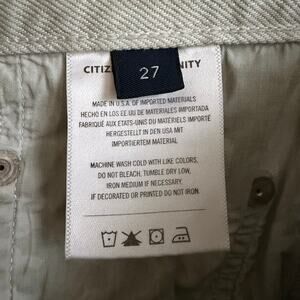 27
CITIZ NITY
MADE IN U.S.A. OF IMPORTED MATERIALS
HECHO EN LOS EE.UU DE MATERIALES IMPORTADA
FABRIQUÉ AUX ETATS-UNIS DU MATÉRIELS IMPORTÉ
HERGESTELLT IN DEN USA MIT
IMPORTIERTEM MATERIAL
MACHINE WASH COLD WITH LIKE COLORS,
DO NOT BLEACH, TUMBLE DRY LOW,
IRON MEDIUM IF NECESSARY.
IF DECORATED OR PRINTED DO NOT IRON.